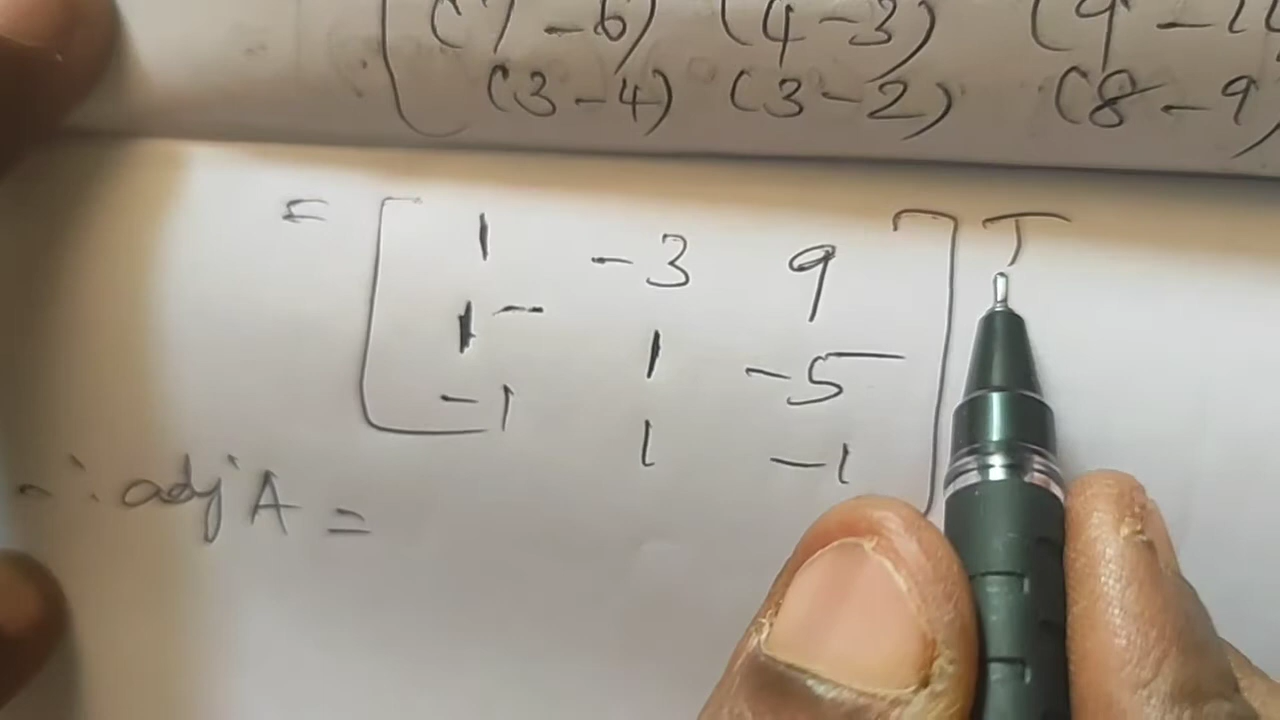 (7-6) (4-3) (9-
(3-4) (3-2) (8-9)
= [ 1 -3 9 ] T
1 - 1 -5
-1 1 -1
∴ adj A =